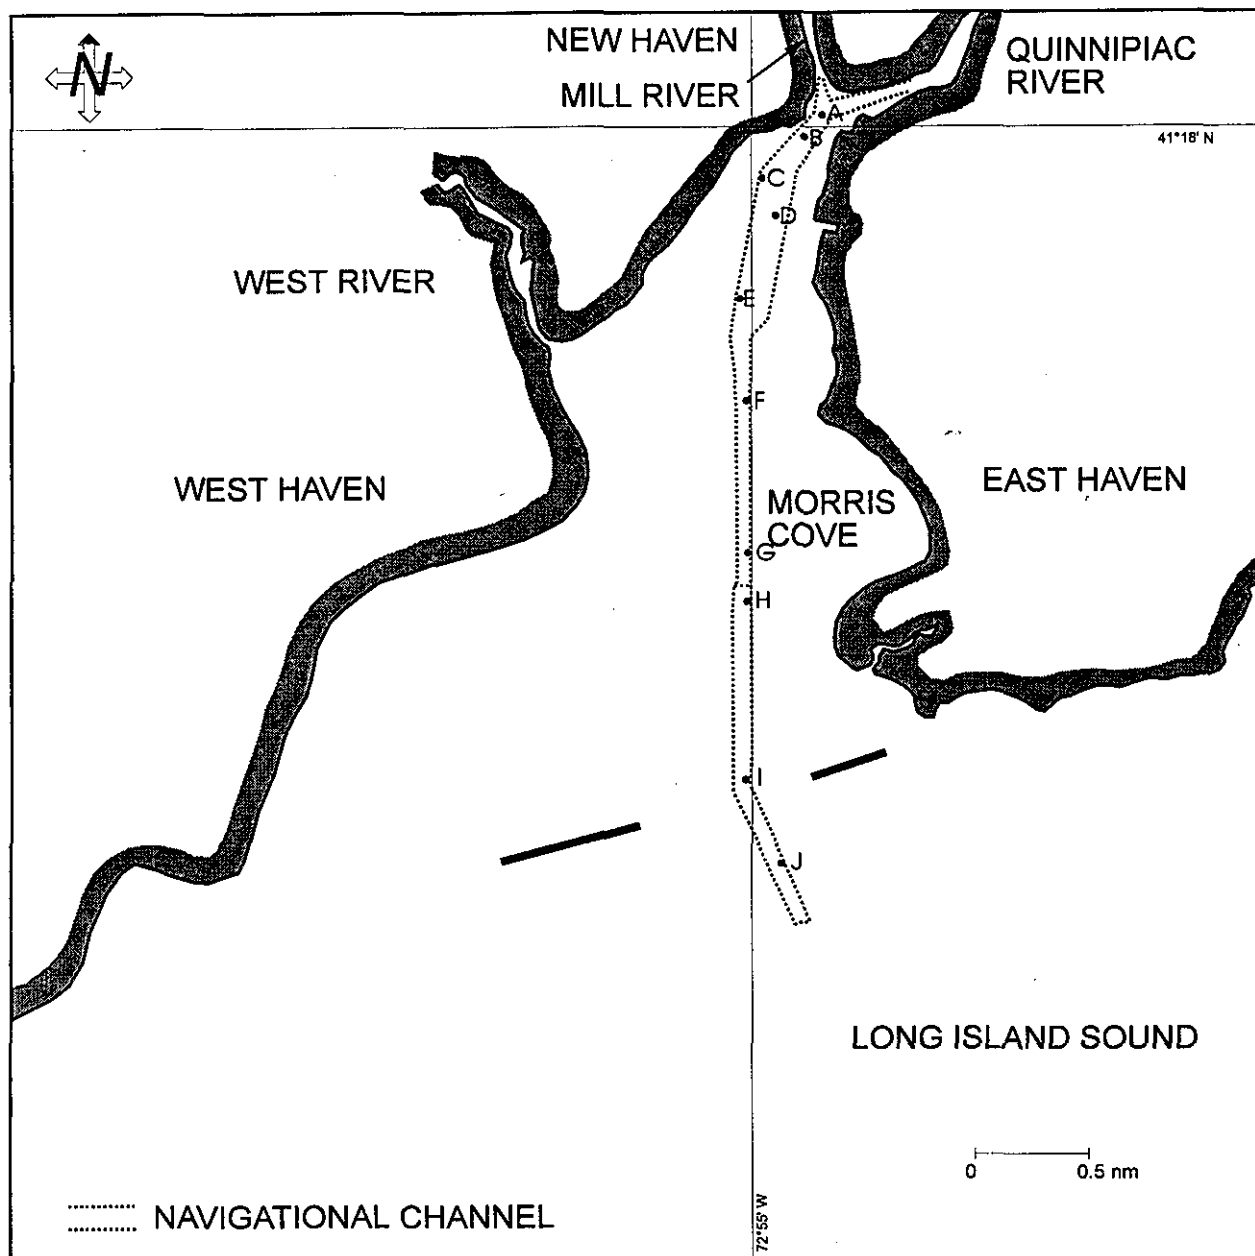 N
NEW HAVEN
MILL RIVER
QUINNIPIAC
RIVER
A
B
41°18' N
C
D
WEST RIVER
E
F
WEST HAVEN
EAST HAVEN
MORRIS
COVE
G
H
I
J
LONG ISLAND SOUND
0 0.5 nm
72°55' W
NAVIGATIONAL CHANNEL